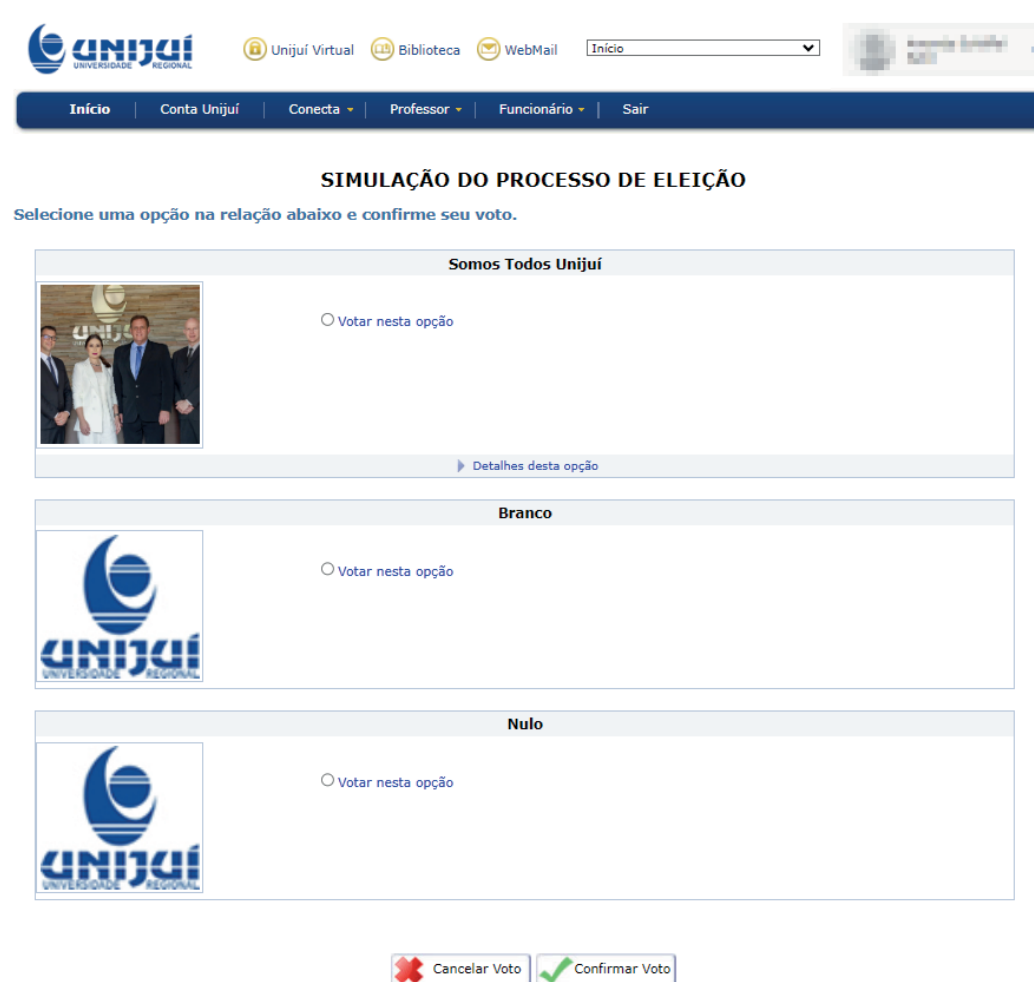 UNIJUÍ
UNIVERSIDADE REGIONAL
Unijuí Virtual Biblioteca WebMail Início
Início Conta Unijuí Conecta Professor Funcionário Sair
SIMULAÇÃO DO PROCESSO DE ELEIÇÃO
Selecione uma opção na relação abaixo e confirme seu voto.
Somos Todos Unijuí
Votar nesta opção
Detalhes desta opção
Branco
UNIJUÍ
UNIVERSIDADE REGIONAL
Votar nesta opção
Nulo
UNIJUÍ
UNIVERSIDADE REGIONAL
Votar nesta opção
Cancelar Voto Confirmar Voto